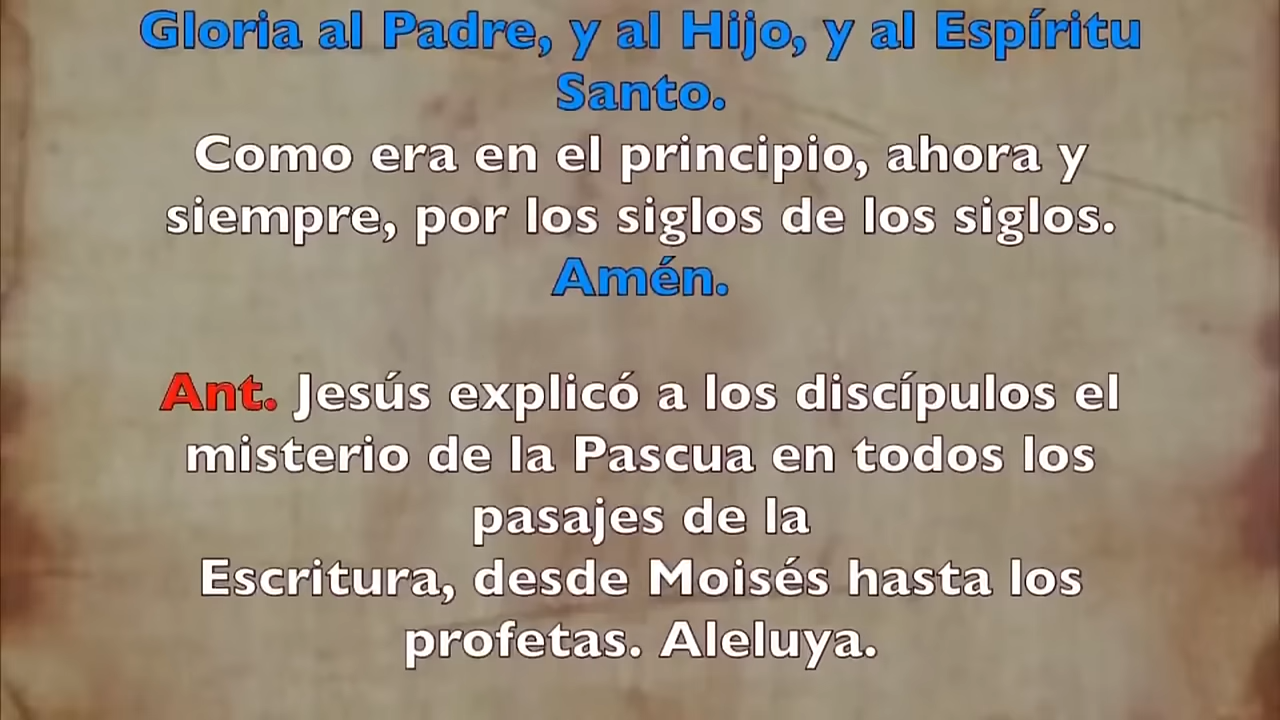 Gloria al Padre, y al Hijo, y al Espíritu
Santo.
Como era en el principio, ahora y
siempre, por los siglos de los siglos.
Amén.
Ant. Jesús explicó a los discípulos el
misterio de la Pascua en todos los
pasajes de la
Escritura, desde Moisés hasta los
profetas. Aleluya.